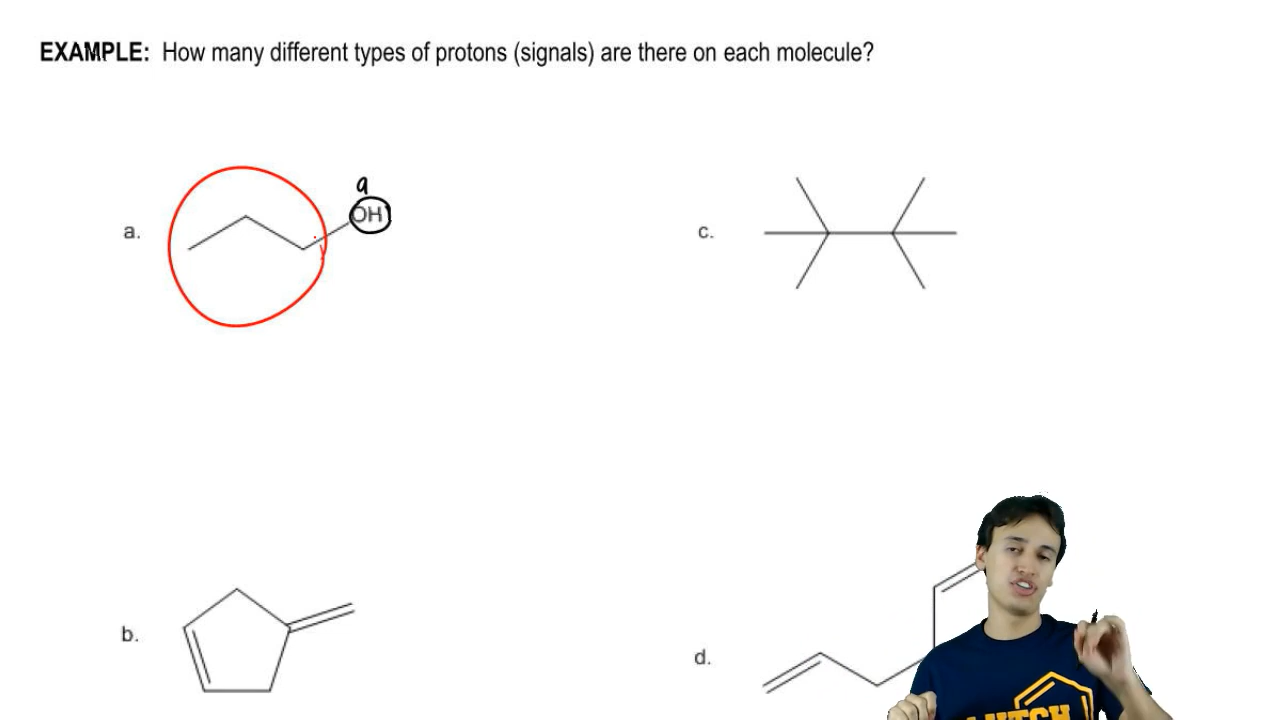 EXAMPLE: How many different types of protons (signals) are there on each molecule?
a
OH
a.
c.
b.
d.